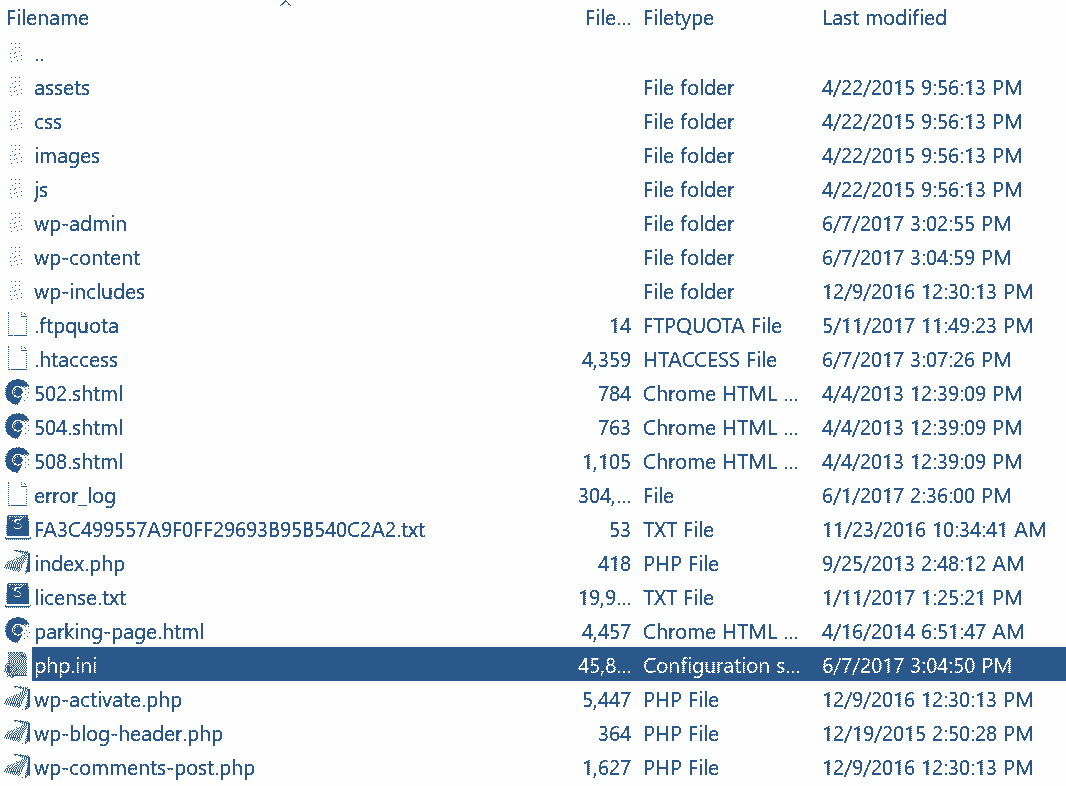 Filename File... Filetype Last modified
..
assets File folder 4/22/2015 9:56:13 PM
css File folder 4/22/2015 9:56:13 PM
images File folder 4/22/2015 9:56:13 PM
js File folder 4/22/2015 9:56:13 PM
wp-admin File folder 6/7/2017 3:02:55 PM
wp-content File folder 6/7/2017 3:04:59 PM
wp-includes File folder 12/9/2016 12:30:13 PM
.ftpquota 14 FTPQUOTA File 5/11/2017 11:49:23 PM
.htaccess 4,359 HTACCESS File 6/7/2017 3:07:26 PM
502.shtml 784 Chrome HTML ... 4/4/2013 12:39:09 PM
504.shtml 763 Chrome HTML ... 4/4/2013 12:39:09 PM
508.shtml 1,105 Chrome HTML ... 4/4/2013 12:39:09 PM
error_log 304,... File 6/1/2017 2:36:00 PM
FA3C499557A9F0FF29693B95B540C2A2.txt 53 TXT File 11/23/2016 10:34:41 AM
index.php 418 PHP File 9/25/2013 2:48:12 AM
license.txt 19,9... TXT File 1/11/2017 1:25:21 PM
parking-page.html 4,457 Chrome HTML ... 4/16/2014 6:51:47 AM
php.ini 45,8... Configuration s... 6/7/2017 3:04:50 PM
wp-activate.php 5,447 PHP File 12/9/2016 12:30:13 PM
wp-blog-header.php 364 PHP File 12/19/2015 2:50:28 PM
wp-comments-post.php 1,627 PHP File 12/9/2016 12:30:13 PM